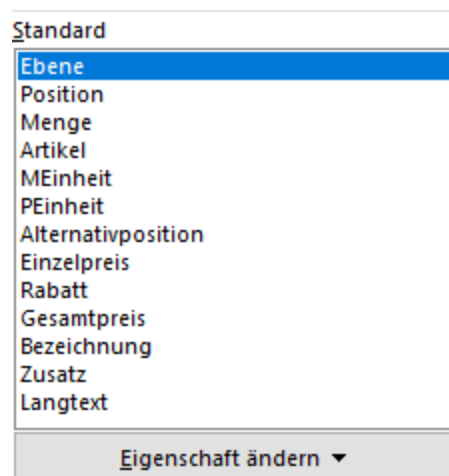 Standard
Ebene
Position
Menge
Artikel
MEinheit
PEinheit
Alternativposition
Einzelpreis
Rabatt
Gesamtpreis
Bezeichnung
Zusatz
Langtext
Eigenschaft ändern